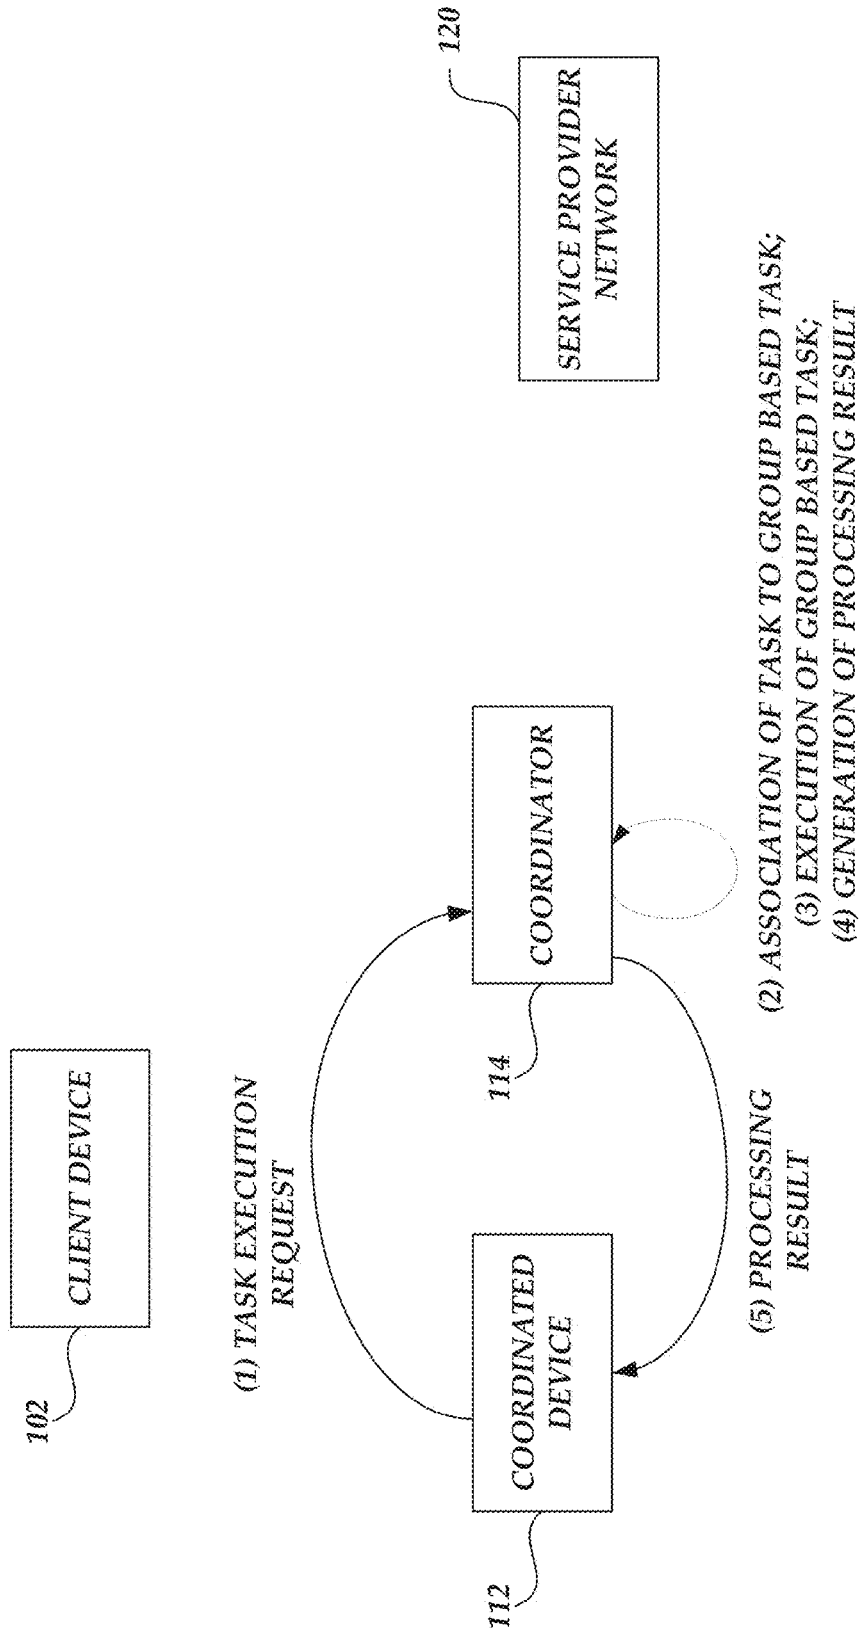 102
CLIENT DEVICE
120
SERVICE PROVIDER
NETWORK
(1) TASK EXECUTION
REQUEST
112
COORDINATED
DEVICE
114
COORDINATOR
(5) PROCESSING
RESULT
(2) ASSOCIATION OF TASK TO GROUP BASED TASK;
(3) EXECUTION OF GROUP BASED TASK;
(4) GENERATION OF PROCESSING RESULT